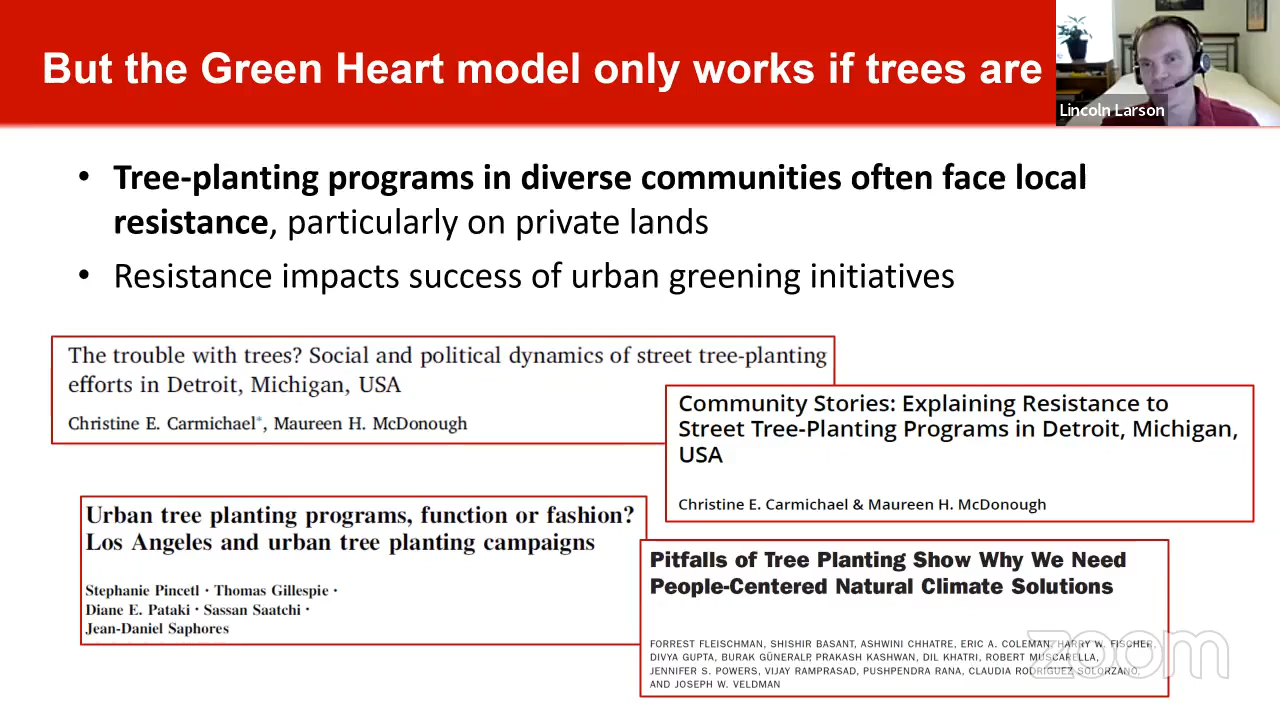 But the Green Heart model only works if trees are
Lincoln Larson
• Tree-planting programs in diverse communities often face local
resistance, particularly on private lands
• Resistance impacts success of urban greening initiatives
The trouble with trees? Social and political dynamics of street tree-planting
efforts in Detroit, Michigan, USA
Christine E. Carmichael*, Maureen H. McDonough
Community Stories: Explaining Resistance to
Street Tree-Planting Programs in Detroit, Michigan,
USA
Christine E. Carmichael & Maureen H. McDonough
Urban tree planting programs, function or fashion?
Los Angeles and urban tree planting campaigns
Stephanie Pincetl · Thomas Gillespie ·
Diane E. Pataki · Sassan Saatchi ·
Jean-Daniel Saphores
Pitfalls of Tree Planting Show Why We Need
People-Centered Natural Climate Solutions
FORREST FLEISCHMAN, SHISHIR BASANT, ASHWINI CHHATRE, ERIC A. COLEMAN, HARRY W. FISCHER,
DIVYA GUPTA, BURAK GÜNERALP, PRAKASH KASHWAN, DIL KHATRI, ROBERT MUSCARELLA,
JENNIFER S. POWERS, VIJAY RAMPRASAD, PUSHPENDRA RANA, CLAUDIA RODRÍGUEZ SOLORZANO,
AND JOSEPH W. VELDMAN
zoom